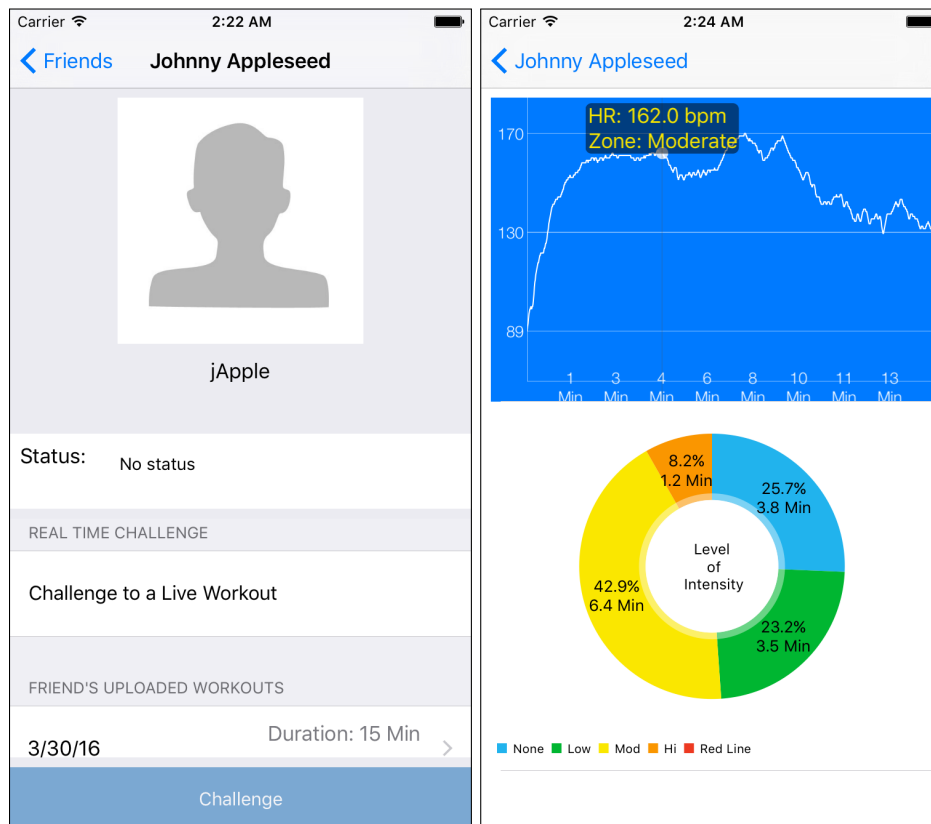 Carrier 2:22 AM
Friends Johnny Appleseed
jApple
Status: No status
REAL TIME CHALLENGE
Challenge to a Live Workout
FRIEND'S UPLOADED WORKOUTS
Duration: 15 Min
3/30/16
Challenge
Carrier 2:24 AM
Johnny Appleseed
HR: 162.0 bpm
Zone: Moderate
170
130
89
1 3 4 6 8 10 11 13
Min Min Min Min Min Min Min Min
8.2%
1.2 Min
25.7%
3.8 Min
Level
of
Intensity
42.9%
6.4 Min
23.2%
3.5 Min
None Low Mod Hi Red Line